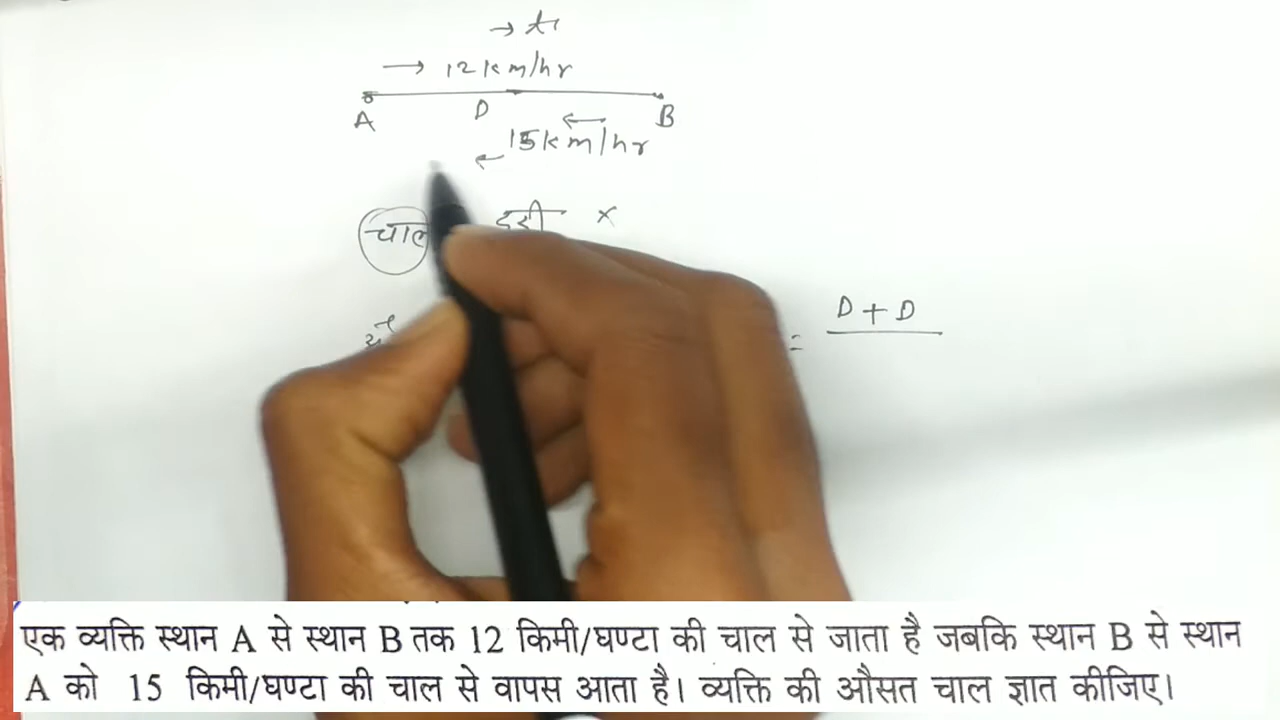 → t₁
→ 12km/hr
A D B
← 15km/hr
←
चाल दूरी ×
= D + D
एक व्यक्ति स्थान A से स्थान B तक 12 किमी/घण्टा की चाल से जाता है जबकि स्थान B से स्थान
A को 15 किमी/घण्टा की चाल से वापस आता है। व्यक्ति की औसत चाल ज्ञात कीजिए।